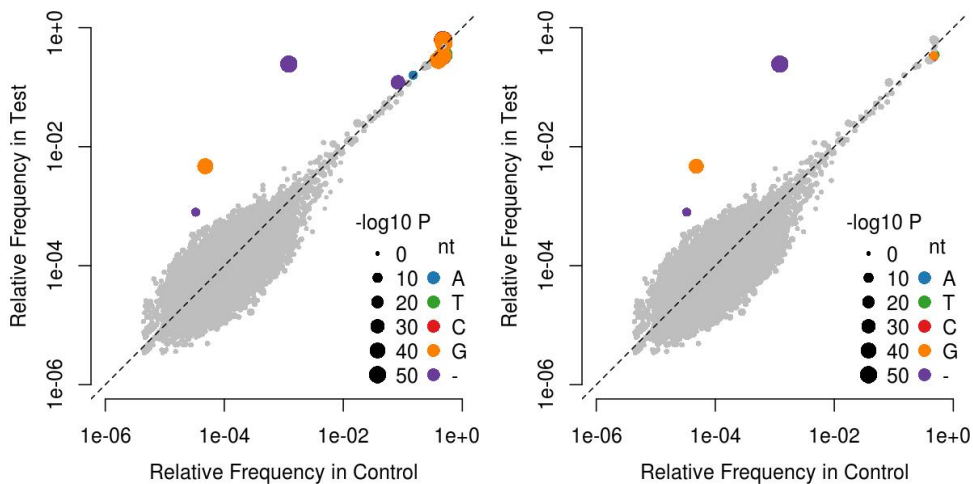 Relative Frequency in Test
1e+0
1e-02
1e-04
1e-06
-log10 P
nt
0
10 A
20 T
30 C
40 G
50 -
1e-06 1e-04 1e-02 1e+0
Relative Frequency in Control
Relative Frequency in Test
1e+0
1e-02
1e-04
1e-06
-log10 P
nt
0
10 A
20 T
30 C
40 G
50 -
1e-06 1e-04 1e-02 1e+0
Relative Frequency in Control